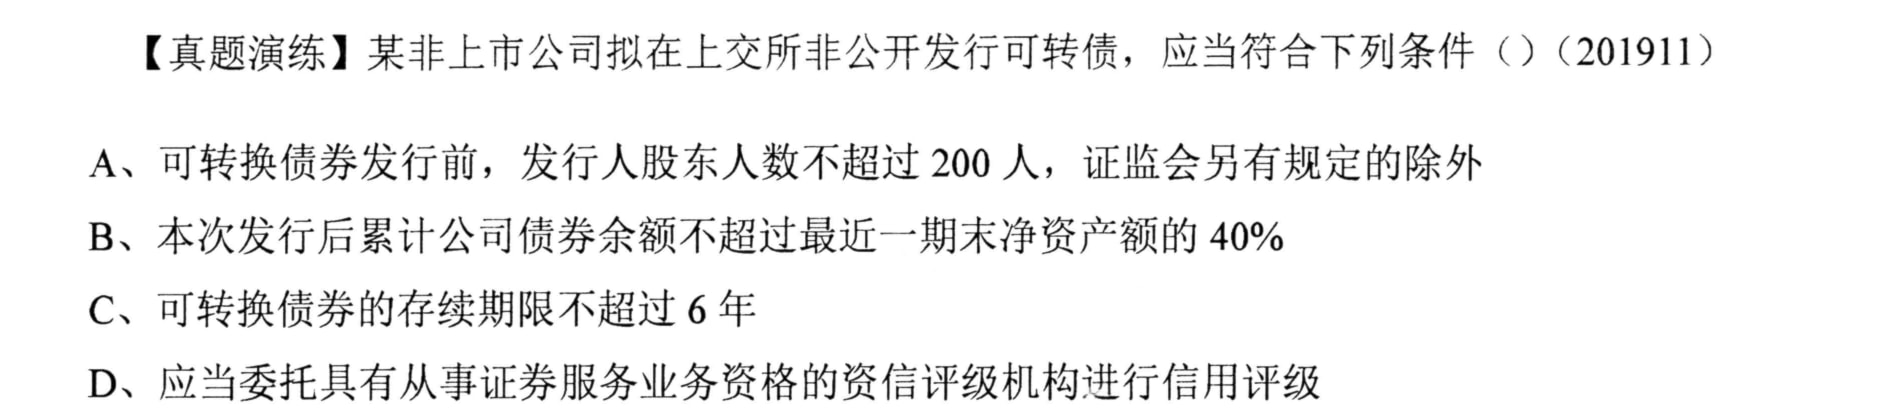 【真题演练】某非上市公司拟在上交所非公开发行可转债，应当符合下列条件（）（201911）
A、可转换债券发行前，发行人股东人数不超过 200 人，证监会另有规定的除外
B、本次发行后累计公司债券余额不超过最近一期末净资产额的 40%
C、可转换债券的存续期限不超过 6 年
D、应当委托具有从事证券服务业务资格的资信评级机构进行信用评级